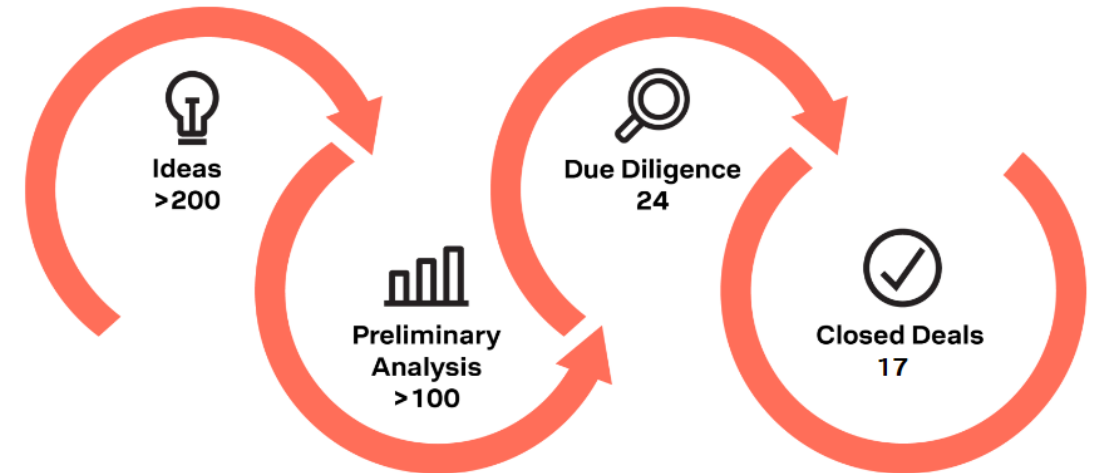 Ideas
>200
Preliminary
Analysis
>100
Due Diligence
24
Closed Deals
17